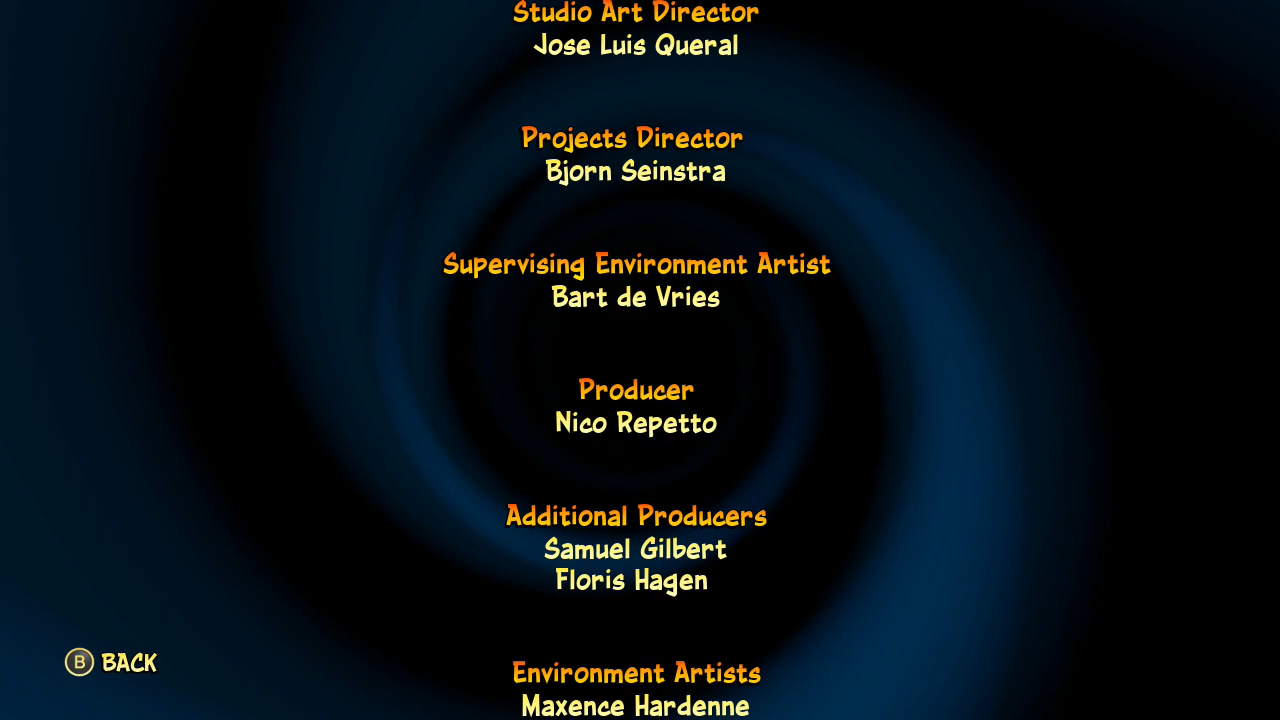 Studio Art Director
Jose Luis Queral
Projects Director
Bjorn Seinstra
Supervising Environment Artist
Bart de Vries
Producer
Nico Repetto
Additional Producers
Samuel Gilbert
Floris Hagen
B BACK
Environment Artists
Maxence Hardenne